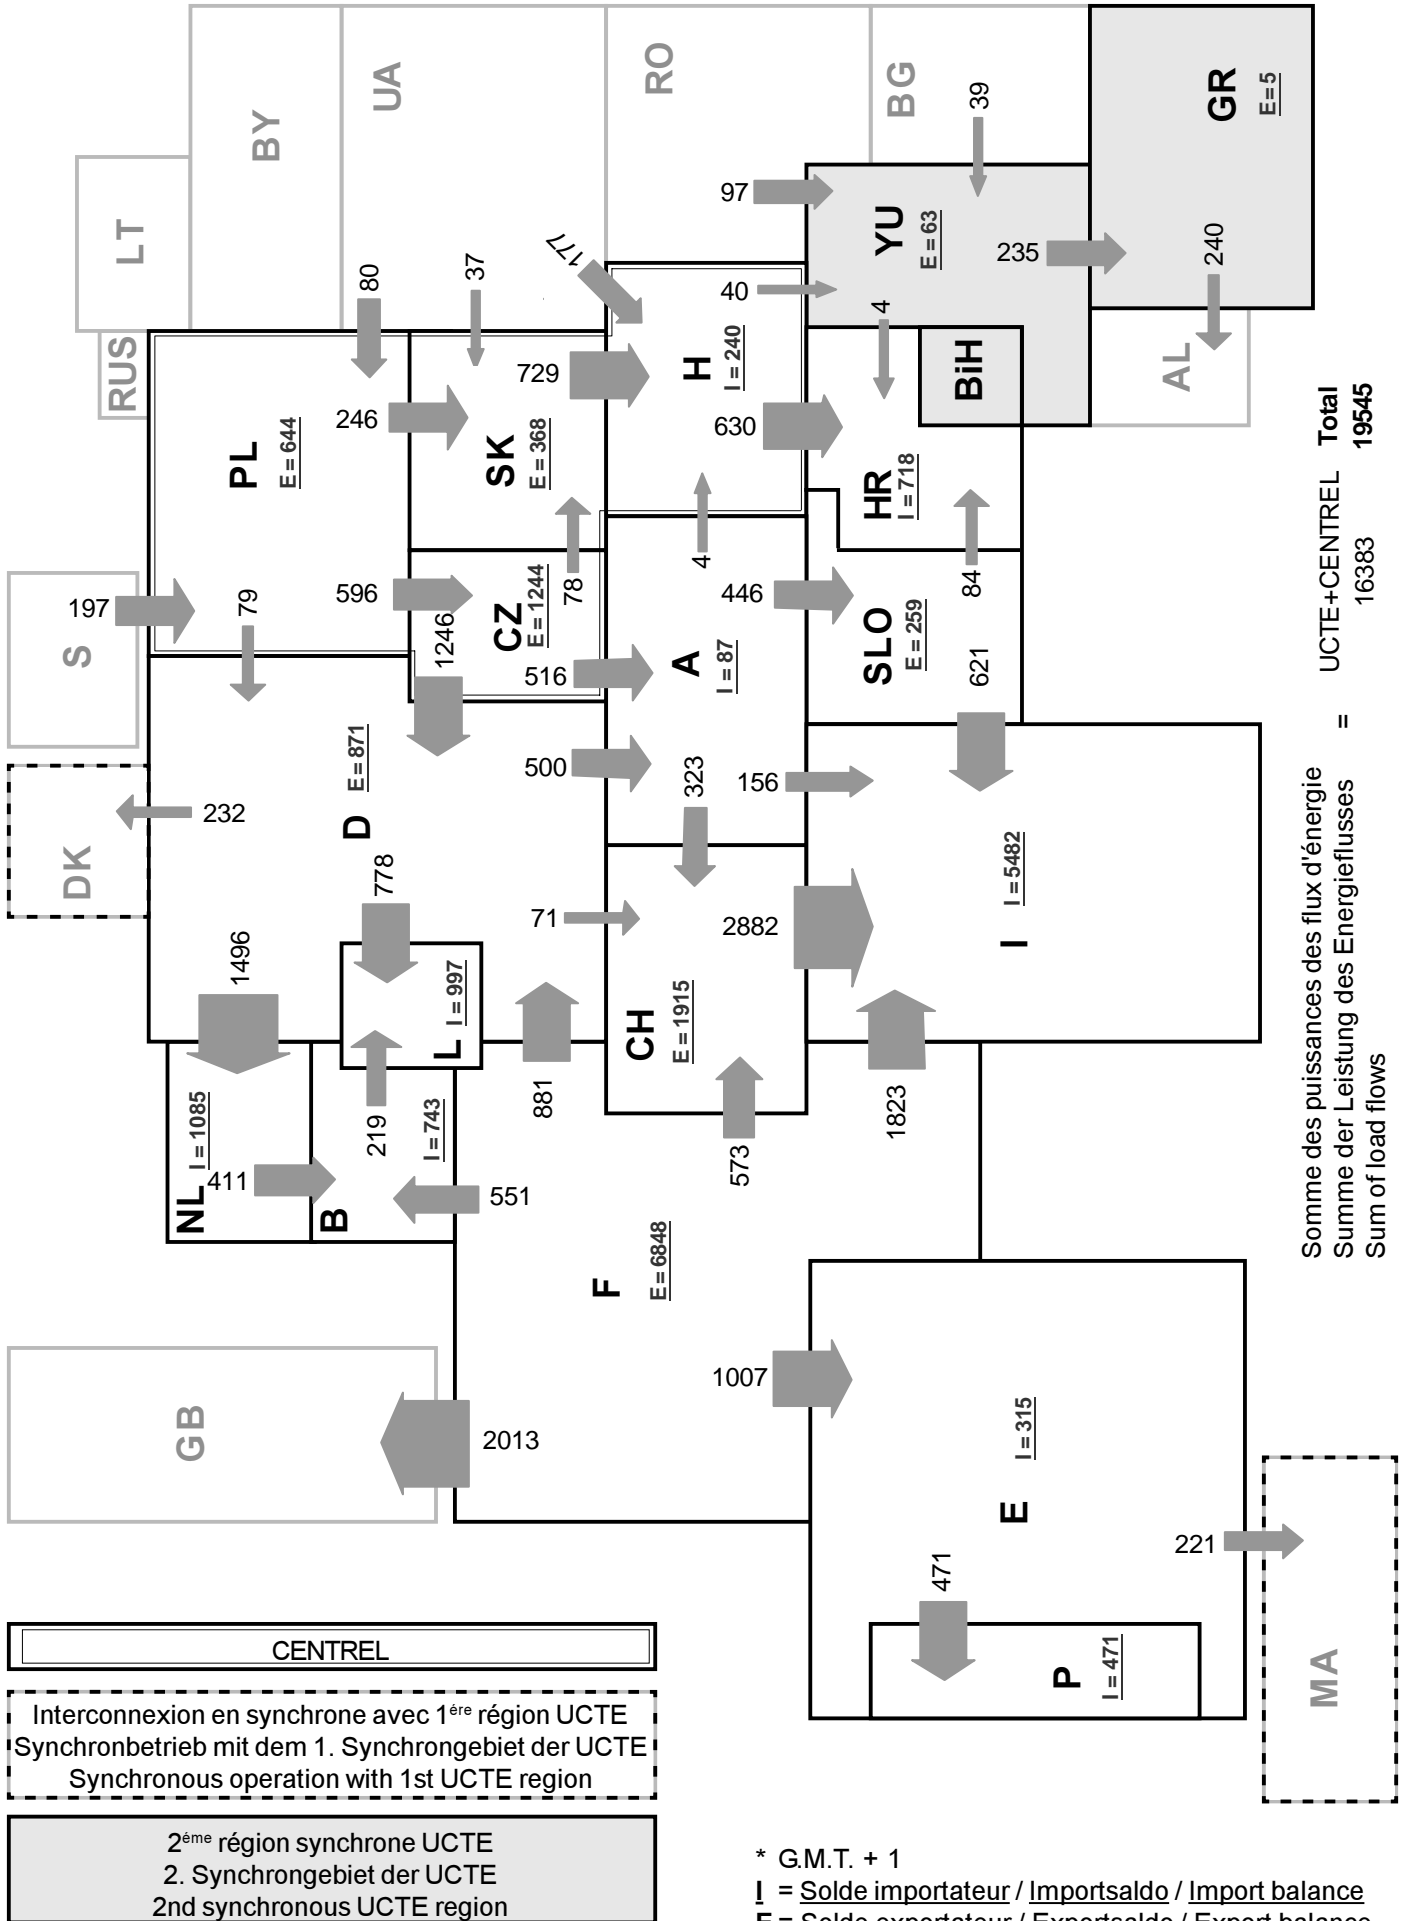 LT
BY
UA
RO
BG
GR
E = 5
RUS
80
37
177
97
39
YU
E = 63
235
240
AL
PL
E = 644
246
SK
E = 368
729
H
I = 240
40
4
630
BiH
HR
I = 718
S
197
79
596
1246
CZ
E = 1244
78
516
4
446
A
I = 87
SLO
E = 259
84
621
DK
232
D
E = 871
778
500
323
156
71
2882
I
I = 5482
1496
NL
I = 1085
411
B
I = 743
219
L
I = 997
551
881
CH
E = 1915
573
1823
F
E = 6848
GB
2013
1007
E
I = 315
471
P
I = 471
221
MA
UCTE+CENTREL Total
Somme des puissances des flux d'énergie
Summe der Leistung des Energieflusses = 16383 19545
Sum of load flows
CENTREL
Interconnexion en synchrone avec 1ére région UCTE
Synchronbetrieb mit dem 1. Synchrongebiet der UCTE
Synchronous operation with 1st UCTE region
2éme région synchrone UCTE
2. Synchrongebiet der UCTE
2nd synchronous UCTE region
* G.M.T. + 1
I = Solde importateur / Importsaldo / Import balance
E = Solde exportateur / Exportsaldo / Export balance